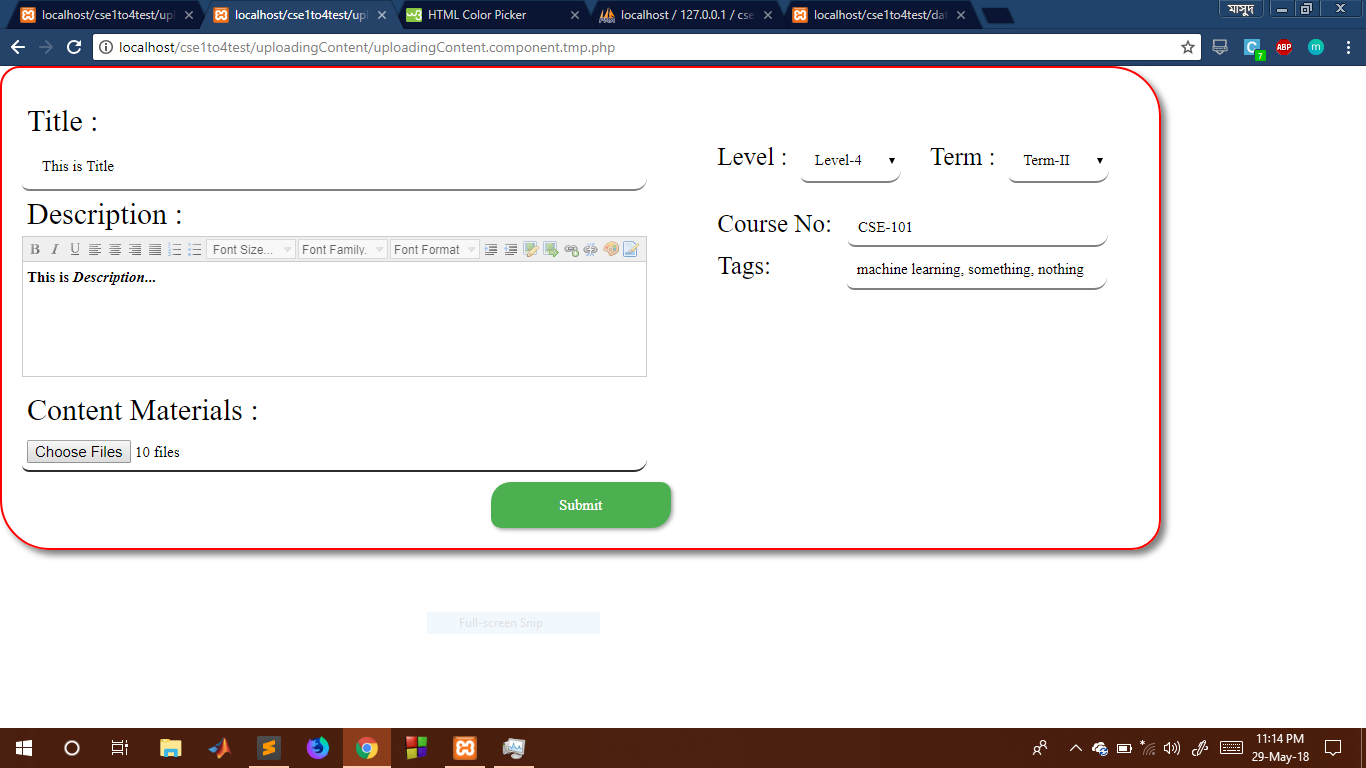 localhost/cse1to4test/upl
localhost/cse1to4test/upl
HTML Color Picker
localhost / 127.0.0.1 / cse
localhost/cse1to4test/dat
মাসুদ
localhost/cse1to4test/uploadingContent/uploadingContent.component.tmp.php
C 7
ABP
m
Title :
This is Title
Level :
Level-4
Term :
Term-II
Description :
Course No:
CSE-101
B I U
Font Size...
Font Family.
Font Format
Tags:
machine learning, something, nothing
This is Description...
Content Materials :
Choose Files 10 files
Submit
Full-screen Snip
11:14 PM
29-May-18